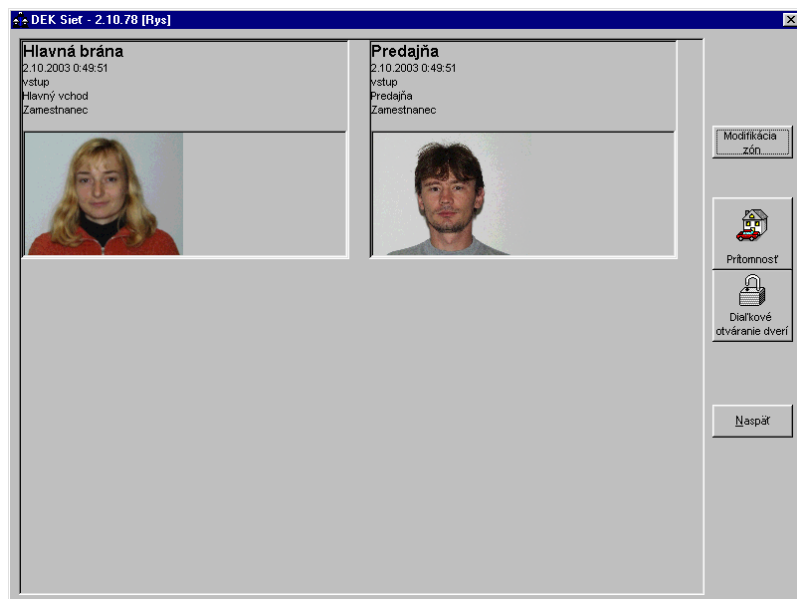 DEK Sieť - 2.10.78 [Rys]
Hlavná brána
2.10.2003 0:49:51
vstup
Hlavný vchod
Zamestnanec
Predajňa
2.10.2003 0:49:51
vstup
Predajňa
Zamestnanec
Modifikácia
zón
Prítomnosť
Diaľkové
otváranie dverí
Naspäť